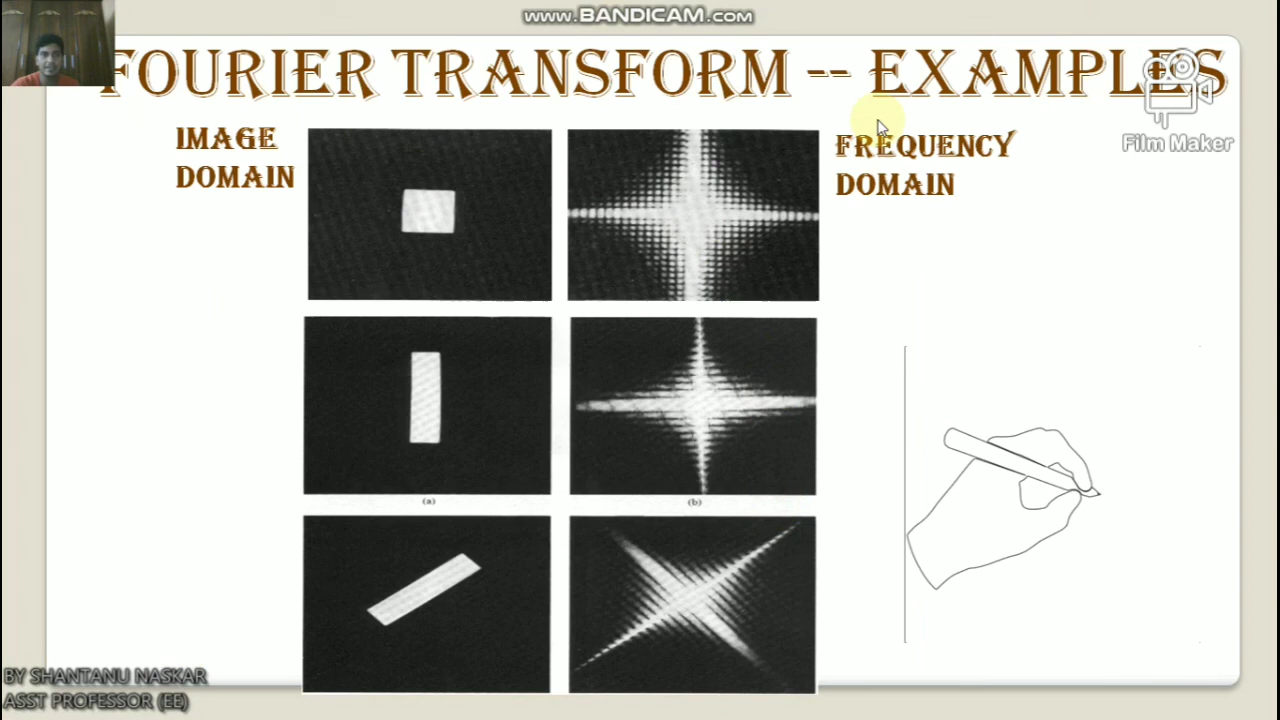 www.BANDICAM.com
FOURIER TRANSFORM -- EXAMPLES
IMAGE
DOMAIN
FREQUENCY
DOMAIN
Film Maker
(a)
(b)
BY SHANTANU NASKAR
ASST PROFESSOR (EE)